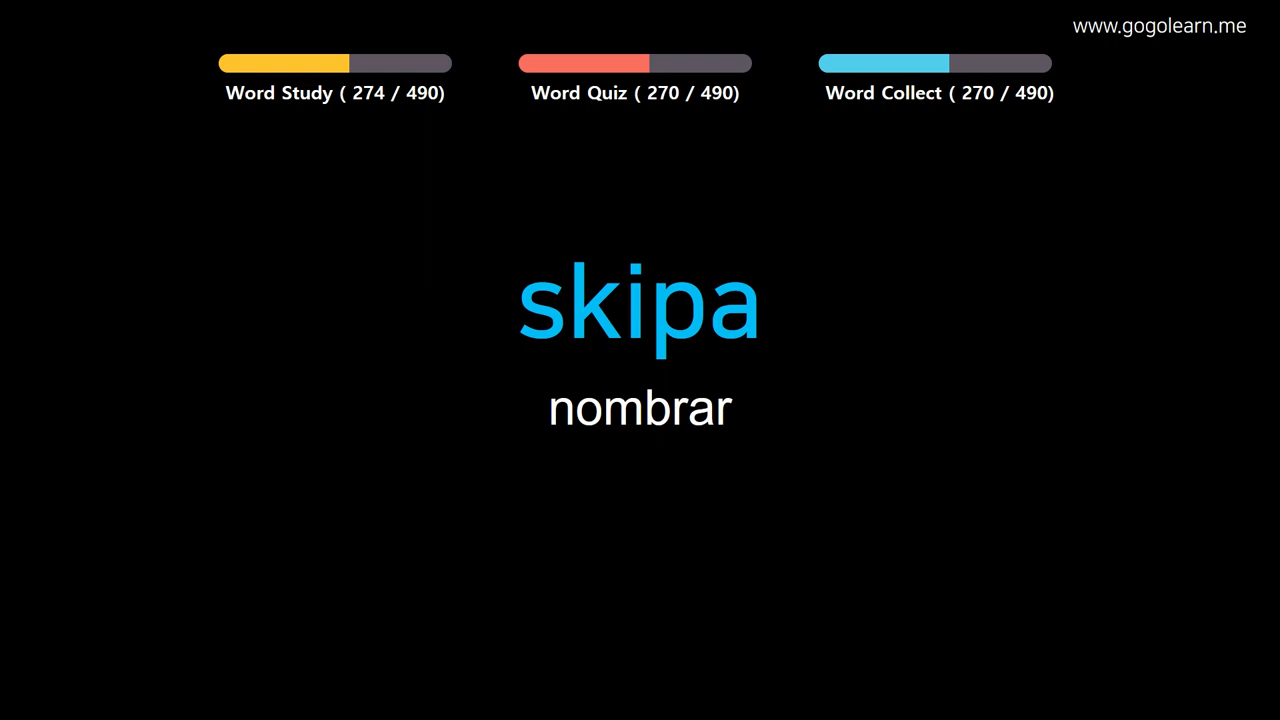 www.gogolearn.me
Word Study ( 274 / 490)
Word Quiz ( 270 / 490)
Word Collect ( 270 / 490)
skipa
nombrar